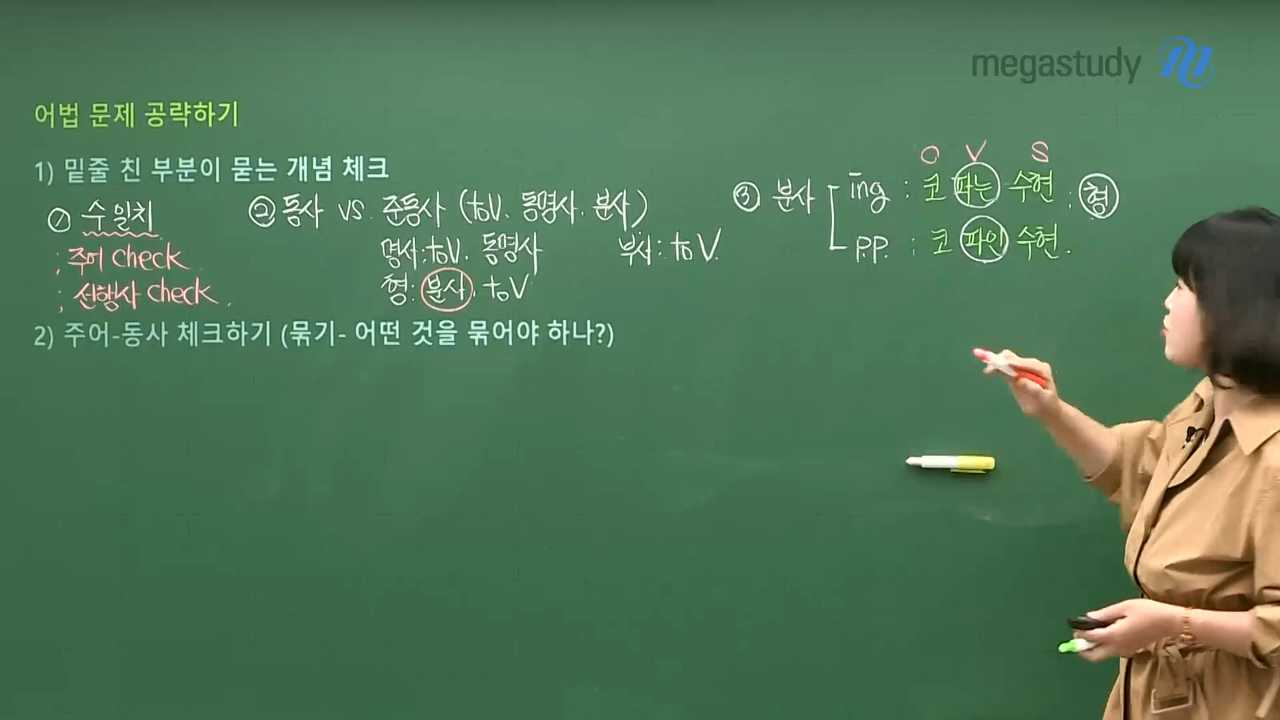 megastudy
어법 문제 공략하기
1) 밑줄 친 부분이 묻는 개념 체크
① 수 일치
; 주어 check
; 선행사 check.
② 동사 vs. 준동사 (toV. 동명사. 분사)
명사: toV. 동명사
부사: toV.
형: 분사. toV
③ 분사
O V S
ing : 코 파는 수현 : 형
P.P. : 코 파인 수현.
2) 주어-동사 체크하기 (묶기- 어떤 것을 묶어야 하나?)